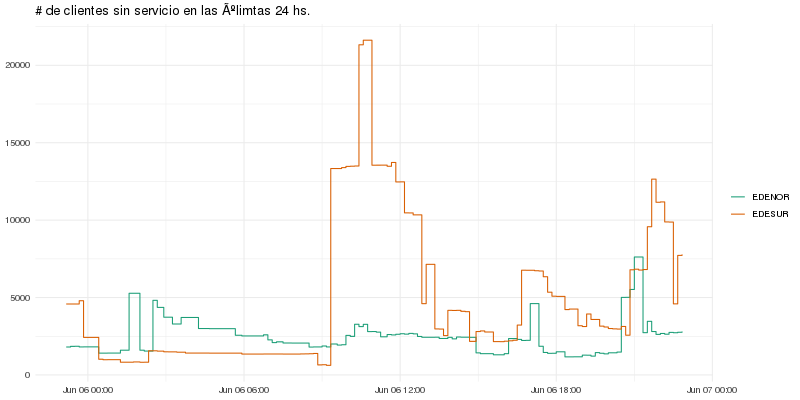 # de clientes sin servicio en las Ãºlimtas 24 hs.
20000
15000
10000
5000
0
Jun 06 00:00
Jun 06 06:00
Jun 06 12:00
Jun 06 18:00
Jun 07 00:00
EDENOR
EDESUR